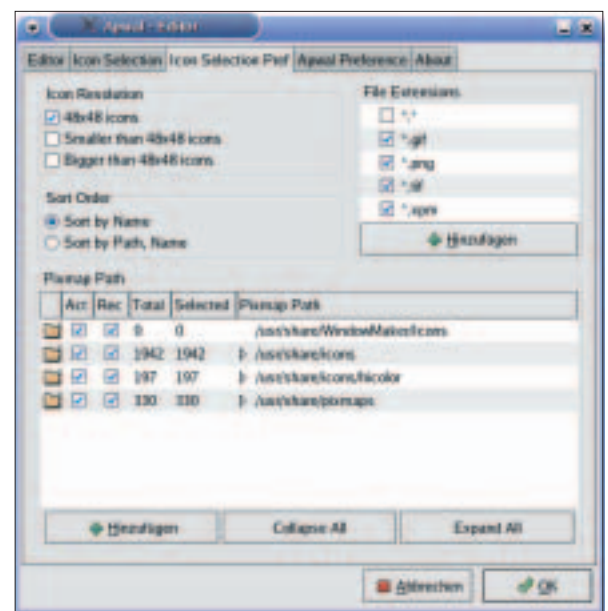 Apwal - Editor
Editor Icon Selection Icon Selection Pref Apwal Preference About
Icon Resolution
48x48 icons
Smaller than 48x48 icons
Bigger than 48x48 icons
Sort Order
Sort by Name
Sort by Path, Name
File Extensions
*.*
*.gif
*.png
*.tif
*.xpm
Hinzufügen
Pixmap Path
Act Rec Total Selected Pixmap Path
0 0 /usr/share/WindowMaker/Icons
1942 1942 /usr/share/icons
197 197 /usr/share/icons/hicolor
330 330 /usr/share/pixmaps
Hinzufügen Collapse All Expand All
Abbrechen OK